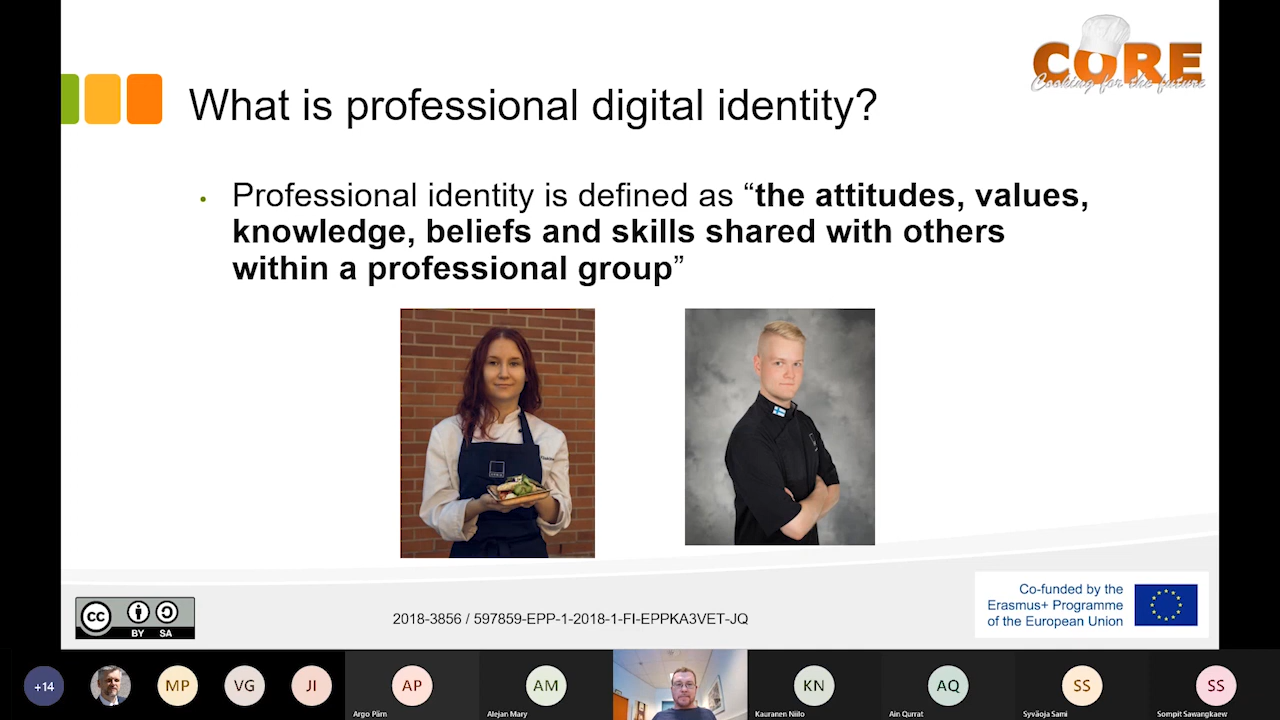 CORE
Cooking for the future
What is professional digital identity?
• Professional identity is defined as “the attitudes, values,
knowledge, beliefs and skills shared with others
within a professional group”
CC BY SA
2018-3856 / 597859-EPP-1-2018-1-FI-EPPKA3VET-JQ
Co-funded by the
Erasmus+ Programme
of the European Union
+14
MP
VG
JI
AP
AM
KN
AQ
SS
SS
Argo Pärn
Alejan Mary
Kauranen Niilo
Ain Qurrat
Syväoja Sami
Sompit Sawangkaew